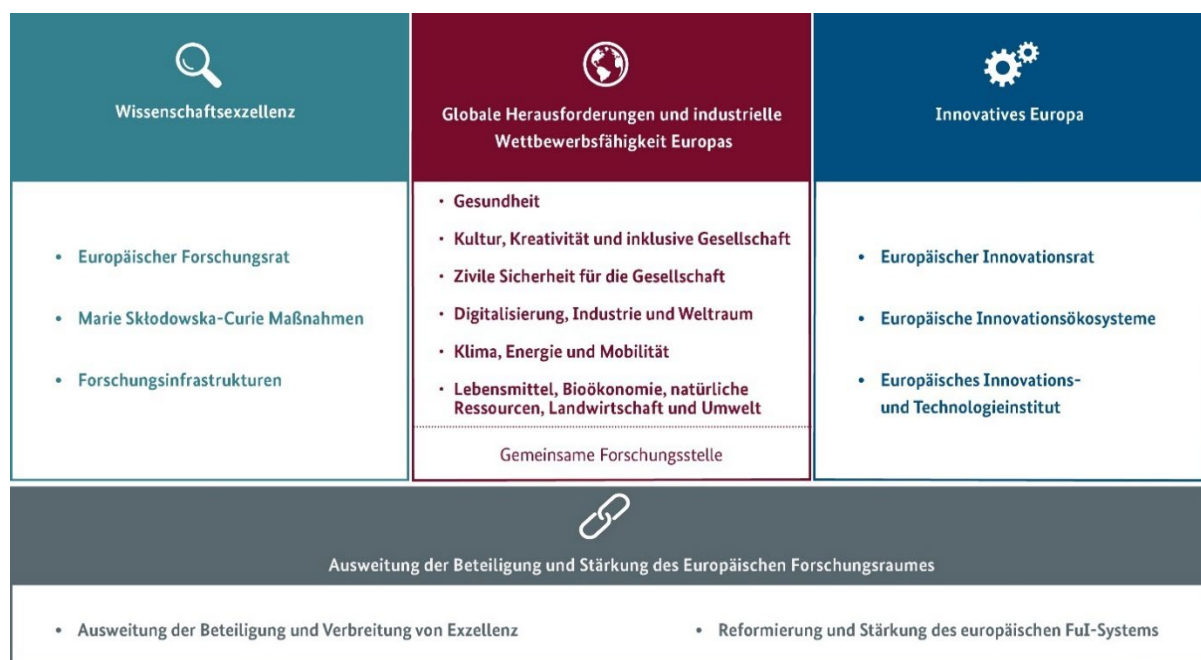 Wissenschaftsexzellenz
• Europäischer Forschungsrat
• Marie Skłodowska-Curie Maßnahmen
• Forschungsinfrastrukturen
Globale Herausforderungen und industrielle
Wettbewerbsfähigkeit Europas
• Gesundheit
• Kultur, Kreativität und inklusive Gesellschaft
• Zivile Sicherheit für die Gesellschaft
• Digitalisierung, Industrie und Weltraum
• Klima, Energie und Mobilität
• Lebensmittel, Bioökonomie, natürliche
Ressourcen, Landwirtschaft und Umwelt
Gemeinsame Forschungsstelle
Innovatives Europa
• Europäischer Innovationsrat
• Europäische Innovationsökosysteme
• Europäisches Innovations-
und Technologieinstitut
Ausweitung der Beteiligung und Stärkung des Europäischen Forschungsraumes
• Ausweitung der Beteiligung und Verbreitung von Exzellenz
• Reformierung und Stärkung des europäischen FuI-Systems